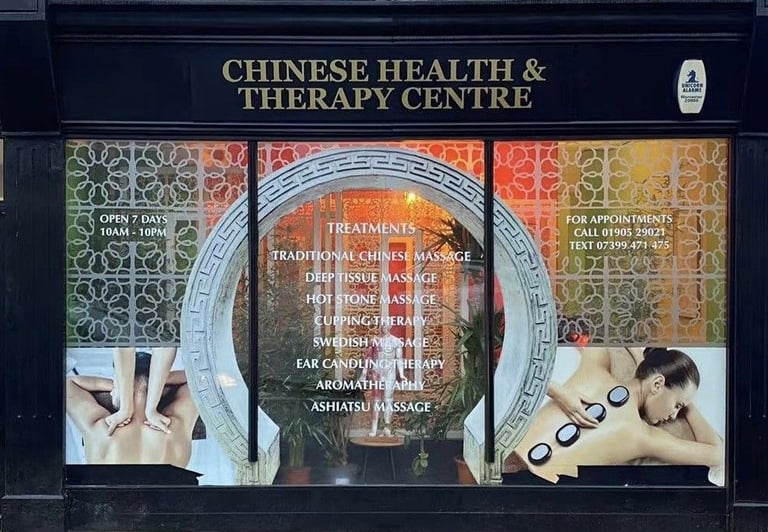 CHINESE HEALTH &
THERAPY CENTRE
UNICORN
ALARMS
Worcester
OPEN 7 DAYS
10AM - 10PM
TREATMENTS
TRADITIONAL CHINESE MASSAGE
DEEP TISSUE MASSAGE
HOT STONE MASSAGE
CUPPING THERAPY
SWEDISH MASSAGE
EAR CANDLING THERAPY
AROMATHERAPHY
ASHIATSU MASSAGE
FOR APPOINTMENTS
CALL 01905 29021
TEXT 07399 471 475